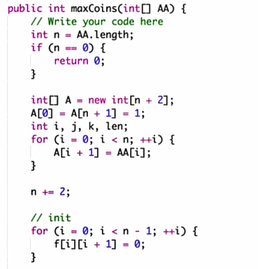 public int maxCoins(int[] AA) {
// Write your code here
int n = AA.length;
if (n == 0) {
return 0;
}
int[] A = new int[n + 2];
A[0] = A[n + 1] = 1;
int i, j, k, len;
for (i = 0; i < n; ++i) {
A[i + 1] = AA[i];
}
n += 2;
// init
for (i = 0; i < n - 1; ++i) {
f[i][i + 1] = 0;
}